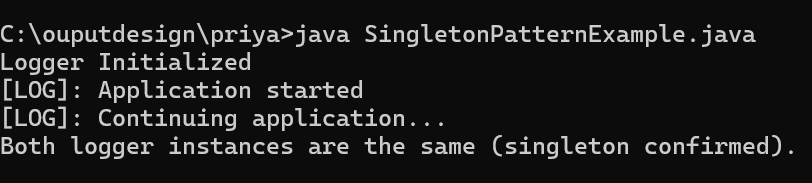 C:\ouputdesign\priya>java SingletonPatternExample.java
Logger Initialized
[LOG]: Application started
[LOG]: Continuing application...
Both logger instances are the same (singleton confirmed).